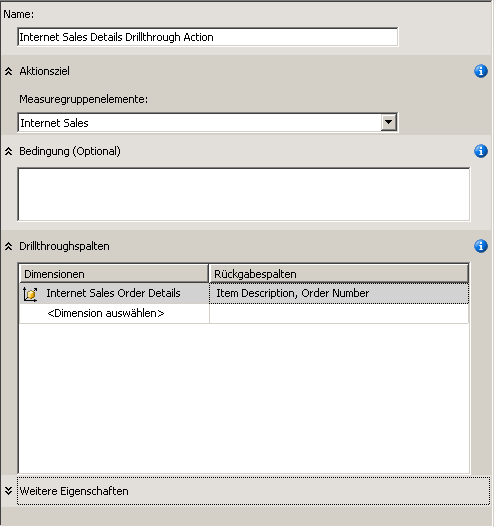 Name:
Internet Sales Details Drillthrough Action
Aktionsziel
Measuregruppenelemente:
Internet Sales
Bedingung (Optional)
Drillthroughspalten
Dimensionen Rückgabespalten
Internet Sales Order Details Item Description, Order Number
<Dimension auswählen>
Weitere Eigenschaften